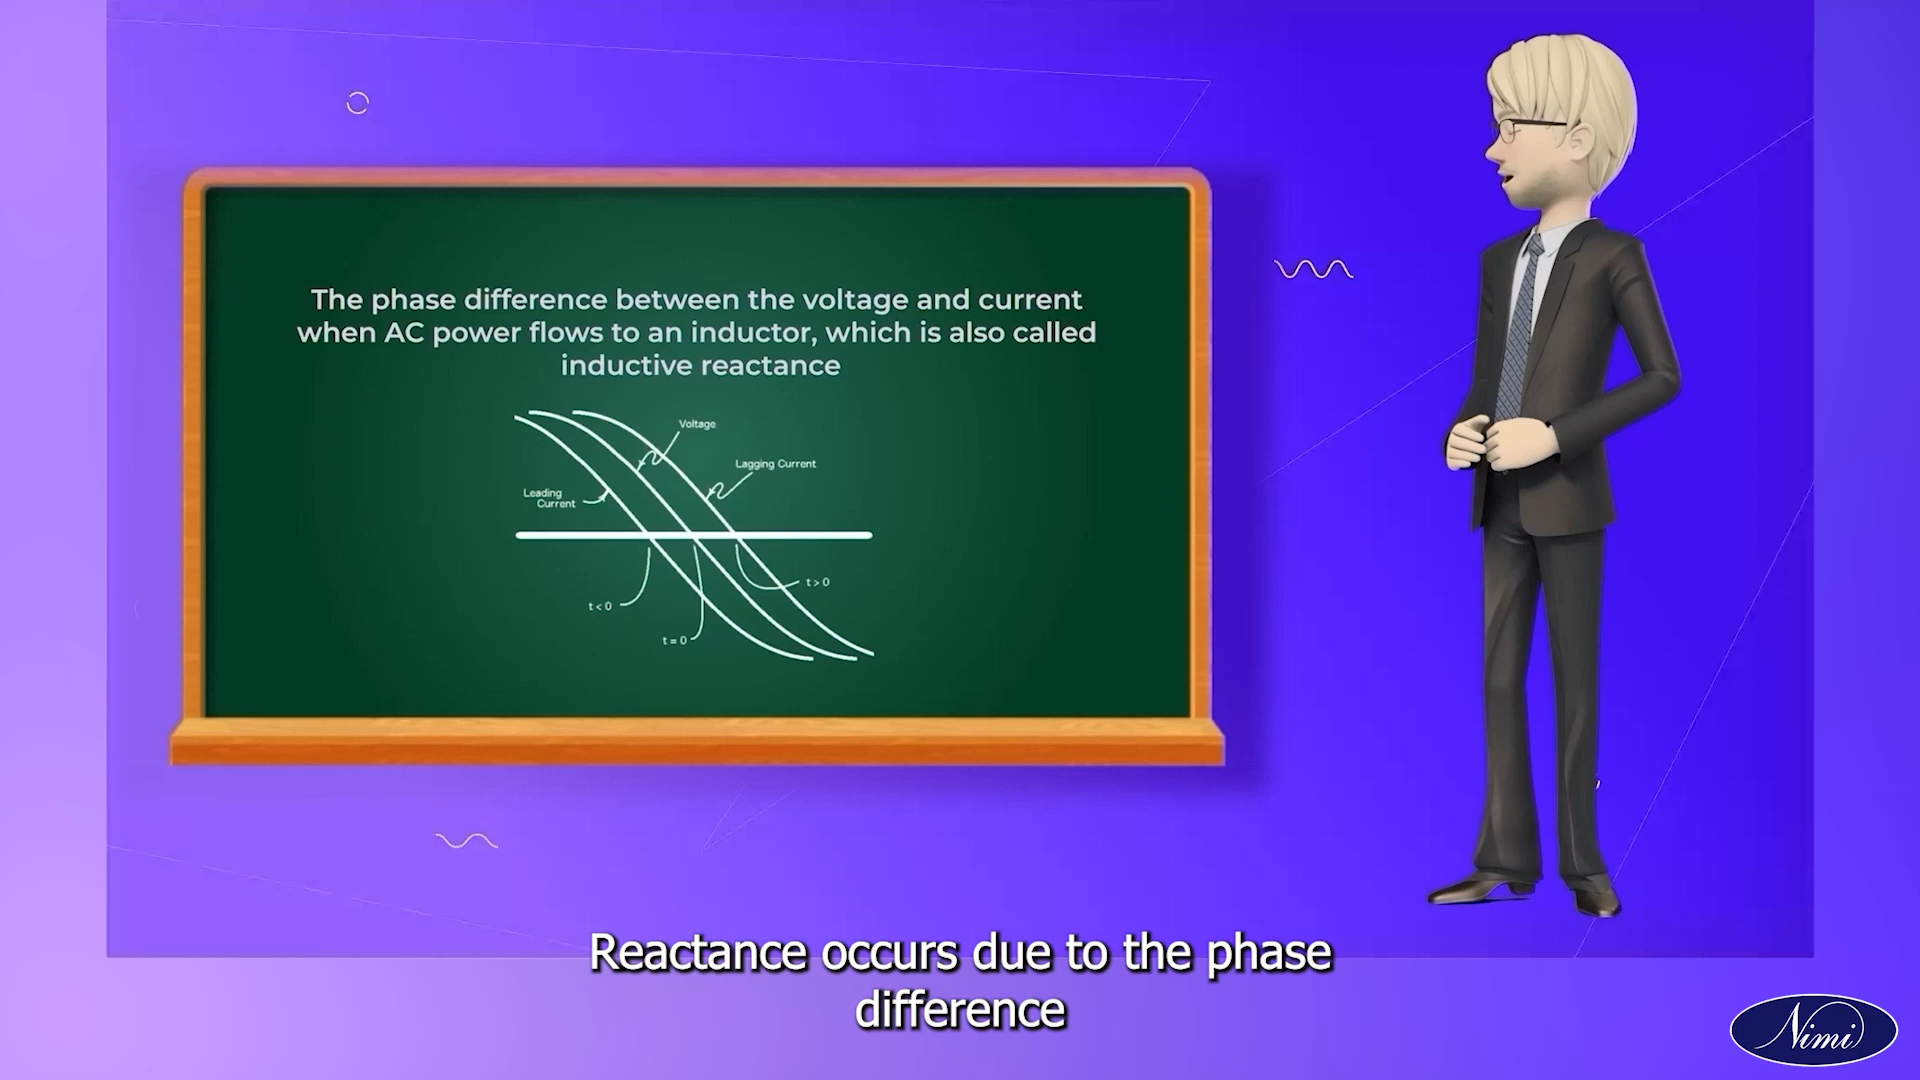 The phase difference between the voltage and current
when AC power flows to an inductor, which is also called
inductive reactance
Voltage
Lagging Current
Leading
Current
t > 0
t < 0
t = 0
Reactance occurs due to the phase
difference
Nimi